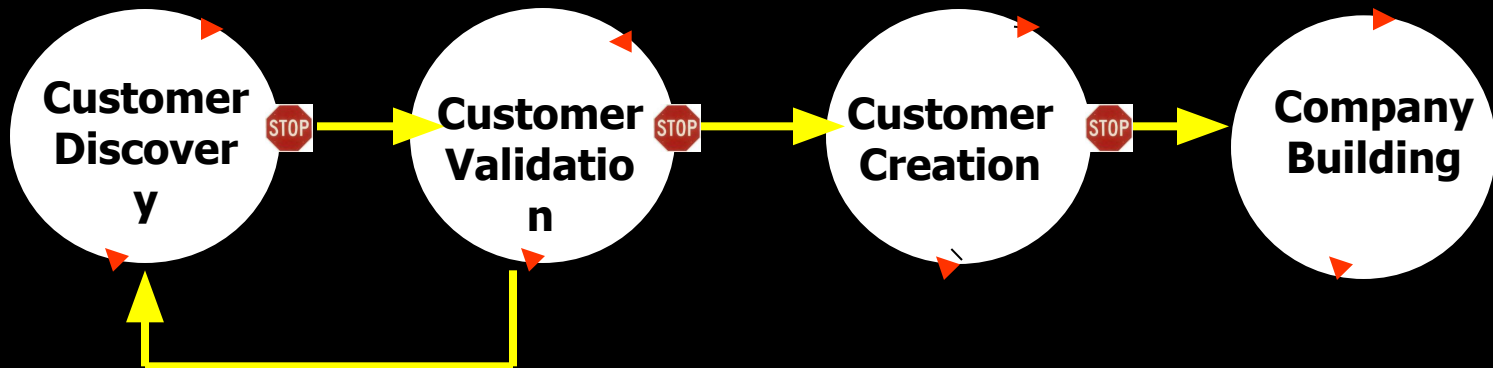 Customer
Discover
y
STOP
Customer
Validatio
n
STOP
Customer
Creation
STOP
Company
Building